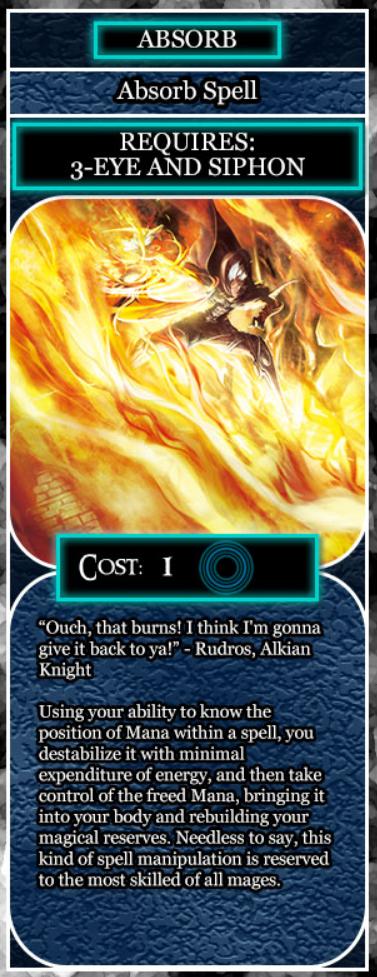 ABSORB
Absorb Spell
REQUIRES:
3-EYE AND SIPHON
COST: 1
“Ouch, that burns! I think I'm gonna
give it back to ya!” - Rudros, Alkian
Knight
Using your ability to know the
position of Mana within a spell, you
destabilize it with minimal
expenditure of energy, and then take
control of the freed Mana, bringing it
into your body and rebuilding your
magical reserves. Needless to say, this
kind of spell manipulation is reserved
to the most skilled of all mages.